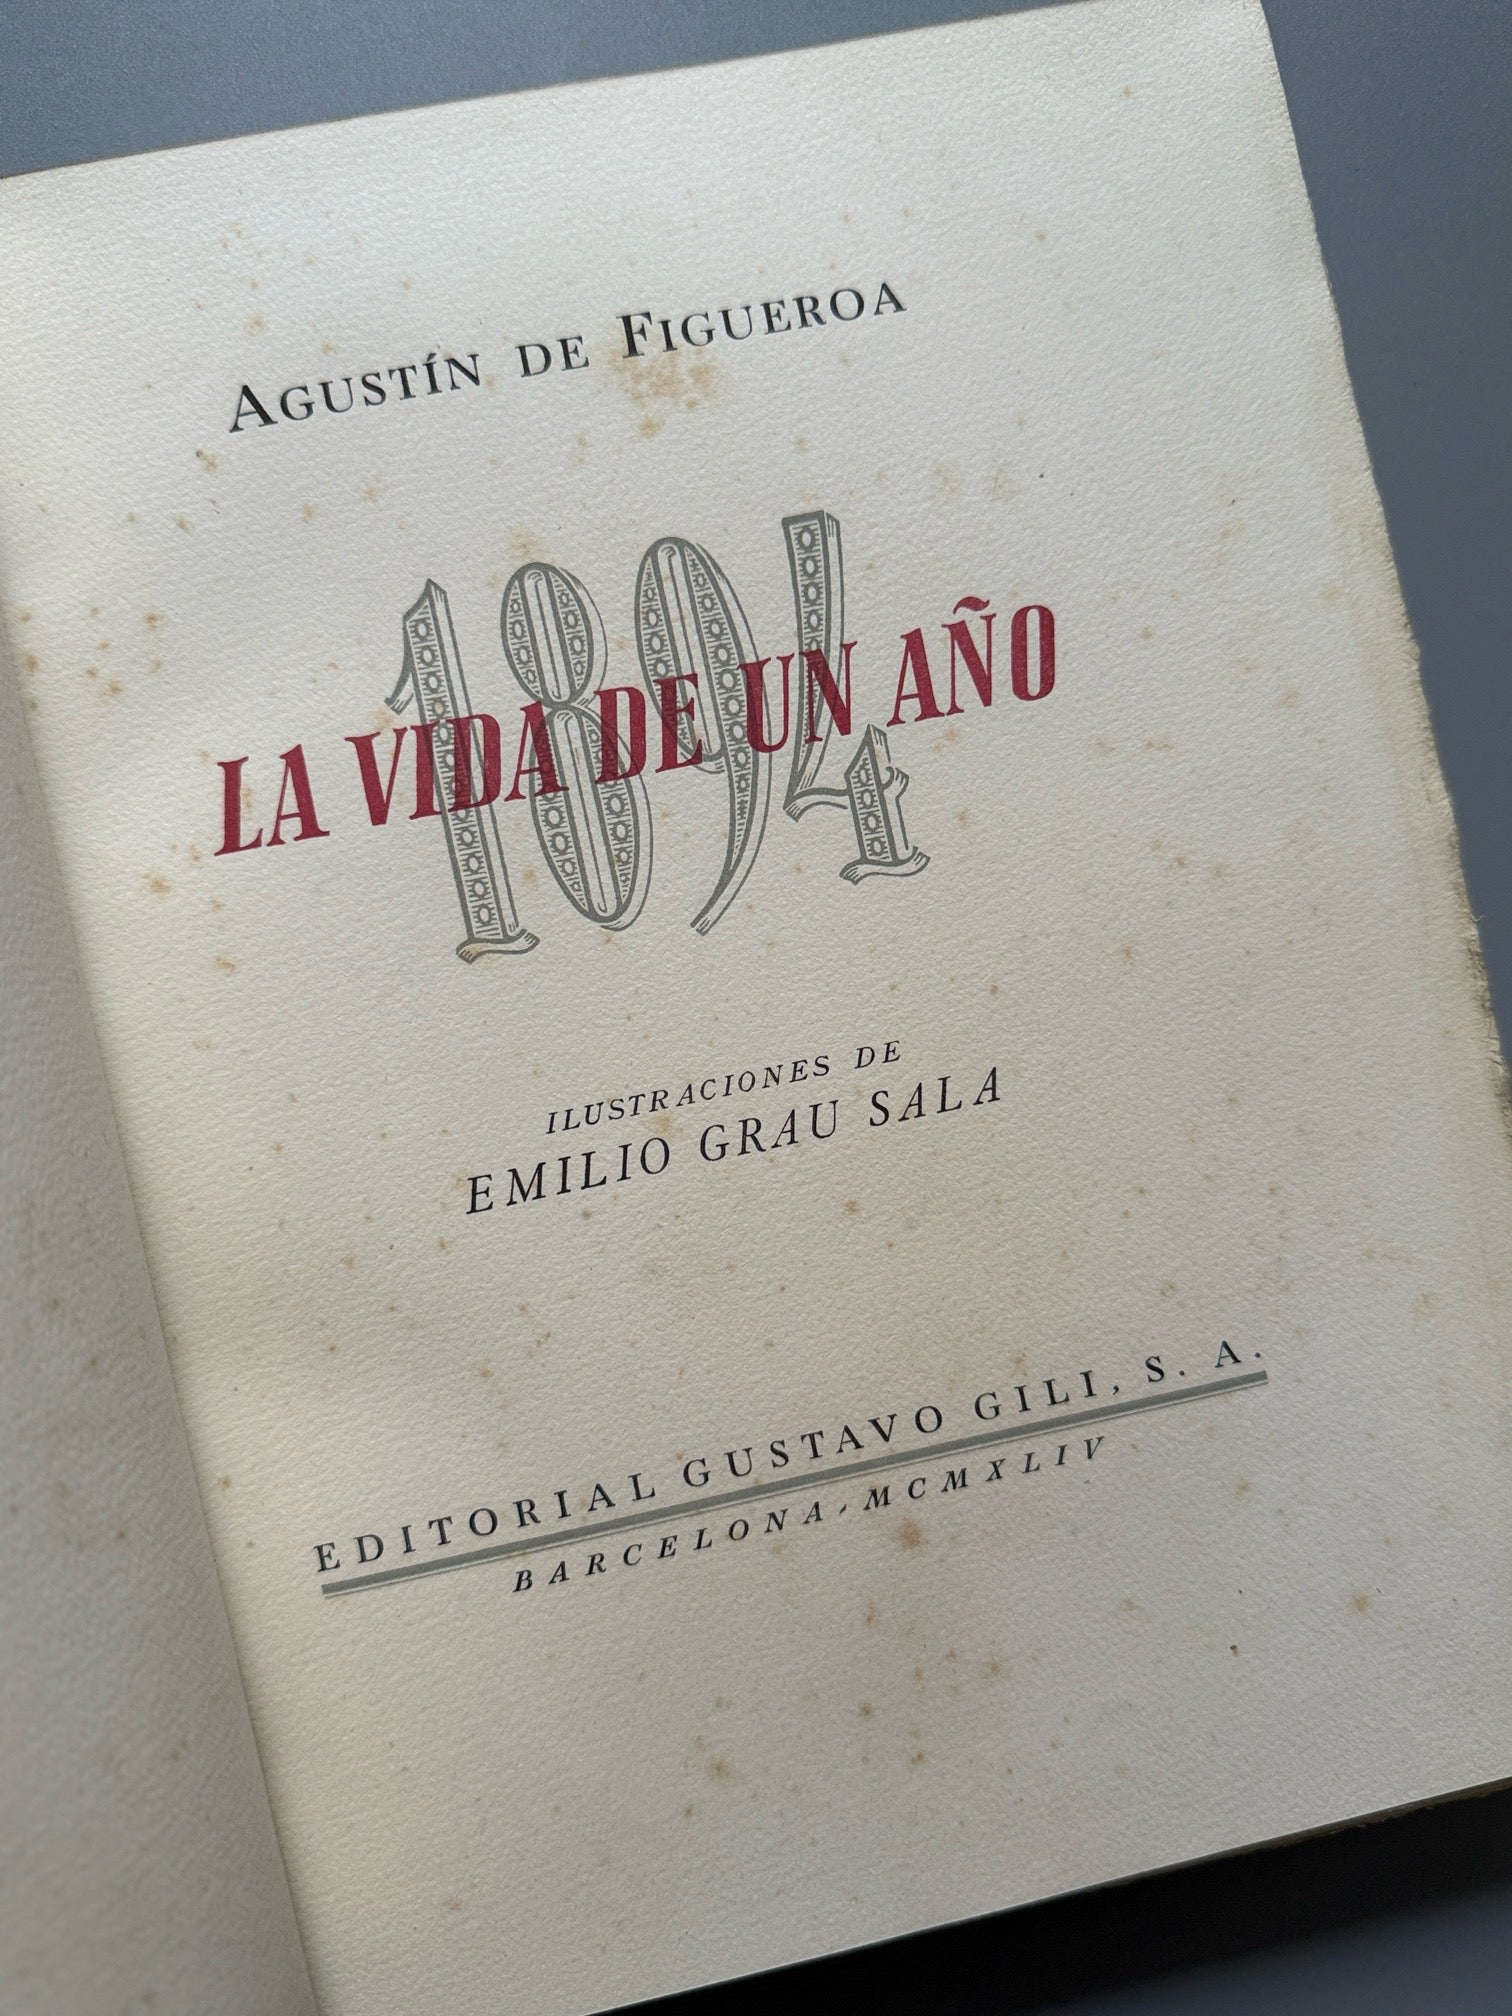 AGUSTÍN DE FIGUEROA
1894
LA VIDA DE UN AÑO
ILUSTRACIONES DE
EMILIO GRAU SALA
EDITORIAL GUSTAVO GILI, S. A.
BARCELONA, MCMXLIV